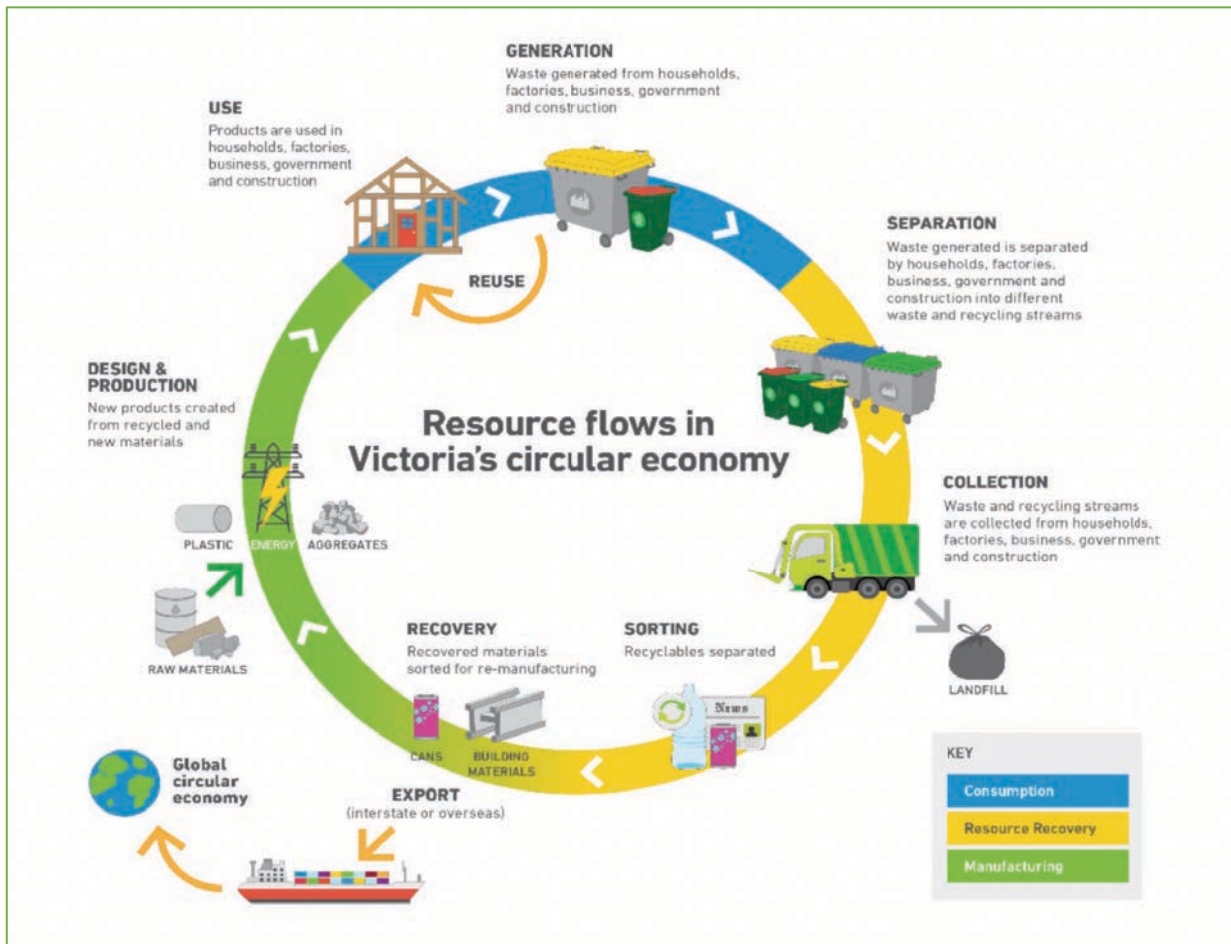 GENERATION
Waste generated from households,
factories, business, government
and construction
USE
Products are used in
households, factories,
business, government
and construction
SEPARATION
Waste generated is separated
by households, factories,
business, government and
construction into different
waste and recycling streams
REUSE
DESIGN &
PRODUCTION
New products created
from recycled and
new materials
Resource flows in
Victoria's circular economy
COLLECTION
Waste and recycling streams
are collected from households,
factories, business, government
and construction
PLASTIC
ENERGY
AGGREGATES
RAW MATERIALS
RECOVERY
Recovered materials
sorted for re-manufacturing
SORTING
Recyclables separated
LANDFILL
News
CANS
BUILDING
MATERIALS
Global
circular
economy
EXPORT
(interstate or overseas)
KEY
Consumption
Resource Recovery
Manufacturing